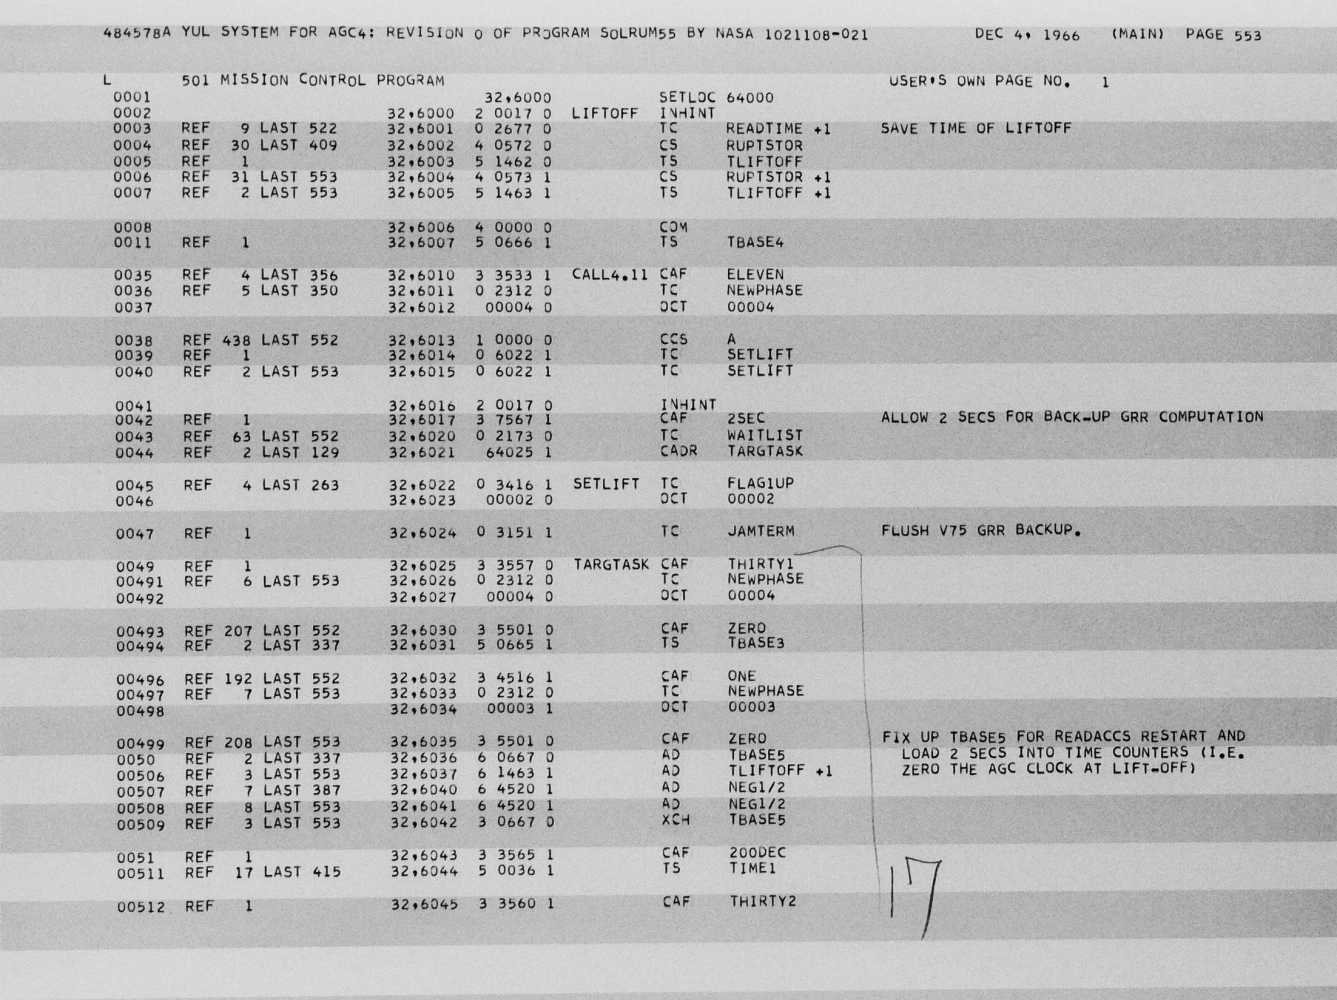 484578A YUL SYSTEM FOR AGC4: REVISION 0 OF PROGRAM SOLRUM55 BY NASA 1021108-021 DEC 4, 1966 (MAIN) PAGE 553
L 501 MISSION CONTROL PROGRAM USER'S OWN PAGE NO. 1
0001 32,6000 SETLOC 64000
0002 32,6000 2 0017 0 LIFTOFF INHINT
0003 REF 9 LAST 522 32,6001 0 2677 0 TC READTIME +1 SAVE TIME OF LIFTOFF
0004 REF 30 LAST 409 32,6002 4 0572 0 CS RUPTSTOR
0005 REF 1 32,6003 5 1462 0 TS TLIFTOFF
0006 REF 31 LAST 553 32,6004 4 0573 1 CS RUPTSTOR +1
0007 REF 2 LAST 553 32,6005 5 1463 1 TS TLIFTOFF +1
0008 32,6006 4 0000 0 COM
0011 REF 1 32,6007 5 0666 1 TS TBASE4
0035 REF 4 LAST 356 32,6010 3 3533 1 CALL4.11 CAF ELEVEN
0036 REF 5 LAST 350 32,6011 0 2312 0 TC NEWPHASE
0037 32,6012 00004 0 OCT 00004
0038 REF 438 LAST 552 32,6013 1 0000 0 CCS A
0039 REF 1 32,6014 0 6022 1 TC SETLIFT
0040 REF 2 LAST 553 32,6015 0 6022 1 TC SETLIFT
0041 32,6016 2 0017 0 INHINT
0042 REF 1 32,6017 3 7567 1 CAF 2SEC ALLOW 2 SECS FOR BACK-UP GRR COMPUTATION
0043 REF 63 LAST 552 32,6020 0 2173 0 TC WAITLIST
0044 REF 2 LAST 129 32,6021 64025 1 CADR TARGTASK
0045 REF 4 LAST 263 32,6022 0 3416 1 SETLIFT TC FLAG1UP
0046 32,6023 00002 0 OCT 00002
0047 REF 1 32,6024 0 3151 1 TC JAMTERM FLUSH V75 GRR BACKUP.
0049 REF 1 32,6025 3 3557 0 TARGTASK CAF THIRTY1
00491 REF 6 LAST 553 32,6026 0 2312 0 TC NEWPHASE
00492 32,6027 00004 0 OCT 00004
00493 REF 207 LAST 552 32,6030 3 5501 0 CAF ZERO
00494 REF 2 LAST 337 32,6031 5 0665 1 TS TBASE3
00496 REF 192 LAST 552 32,6032 3 4516 1 CAF ONE
00497 REF 7 LAST 553 32,6033 0 2312 0 TC NEWPHASE
00498 32,6034 00003 1 OCT 00003
00499 REF 208 LAST 553 32,6035 3 5501 0 CAF ZERO FIX UP TBASE5 FOR READACCS RESTART AND
0050 REF 2 LAST 337 32,6036 6 0667 0 AD TBASE5 LOAD 2 SECS INTO TIME COUNTERS (I.E.
00506 REF 3 LAST 553 32,6037 6 1463 1 AD TLIFTOFF +1 ZERO THE AGC CLOCK AT LIFT-OFF)
00507 REF 7 LAST 387 32,6040 6 4520 1 AD NEG1/2
00508 REF 8 LAST 553 32,6041 6 4520 1 AD NEG1/2
00509 REF 3 LAST 553 32,6042 3 0667 0 XCH TBASE5
0051 REF 1 32,6043 3 3565 1 CAF 200DEC
00511 REF 17 LAST 415 32,6044 5 0036 1 TS TIME1
00512 REF 1 32,6045 3 3560 1 CAF THIRTY2
17